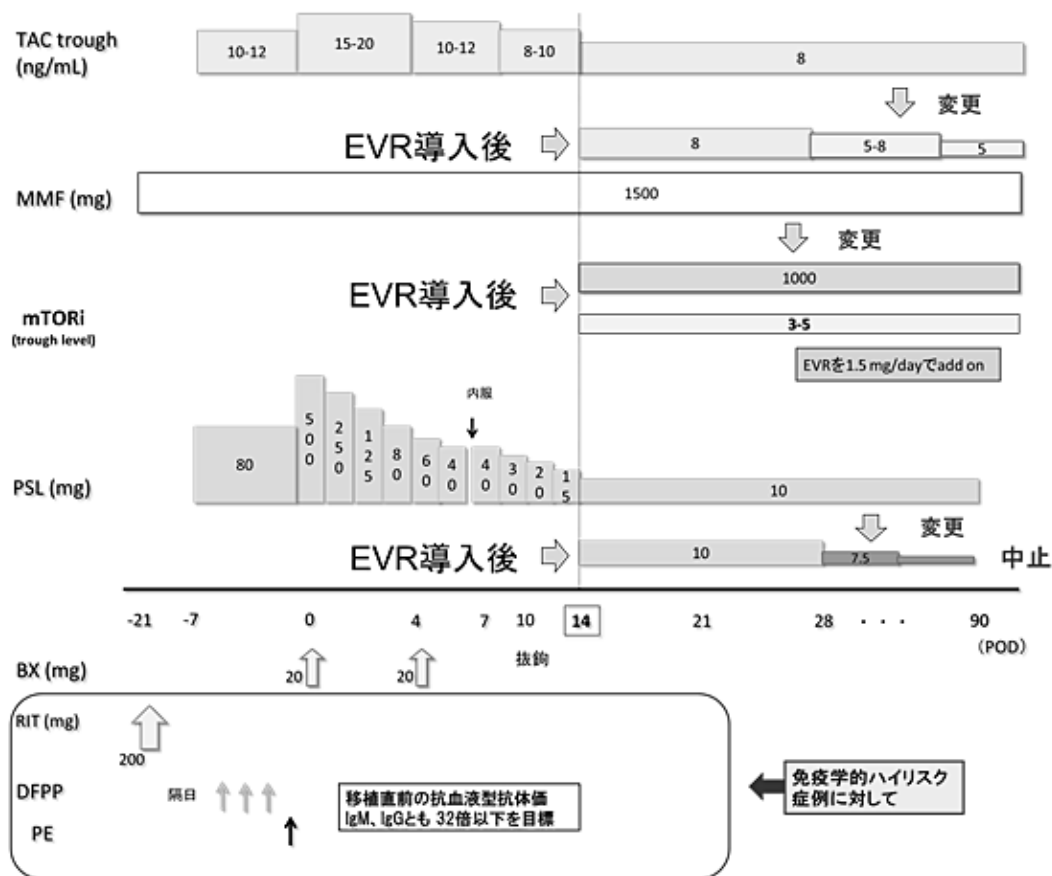 TAC trough
(ng/mL)
10-12
15-20
10-12
8-10
8
変更
EVR導入後
8
5-8
5
MMF (mg)
1500
変更
EVR導入後
1000
mTORi
(trough level)
3-5
EVRを1.5 mg/dayでadd on
内服
PSL (mg)
80
500
250
125
80
60
40
40
30
20
15
10
変更
EVR導入後
10
7.5
中止
-21 -7 0 4 7 10 14 21 28 ・・・ 90
(POD)
抜鉤
BX (mg)
20
20
RIT (mg)
200
DFPP
隔日
PE
移植直前の抗血液型抗体価
IgM、IgGとも 32倍以下を目標
免疫学的ハイリスク
症例に対して